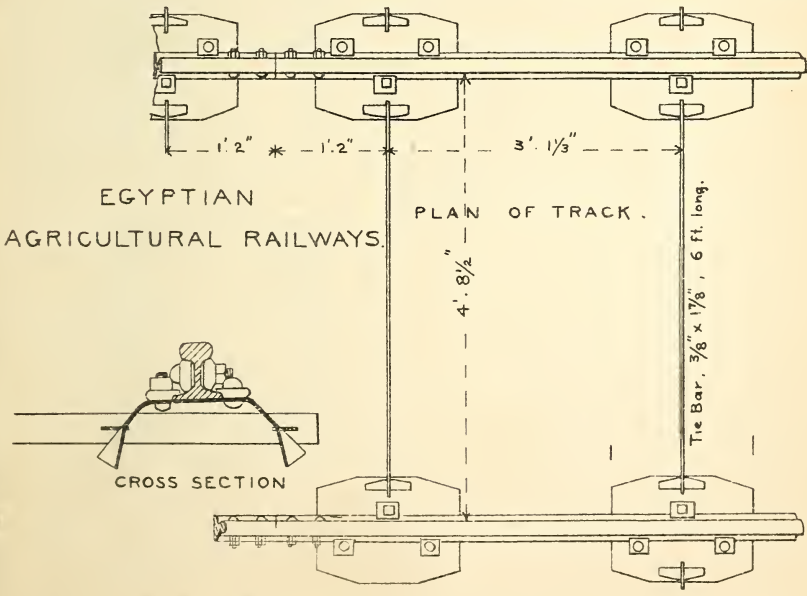 1'.2" 1'.2" 3'. 1⅓"
EGYPTIAN
AGRICULTURAL RAILWAYS.
PLAN OF TRACK.
4'. 8½"
Tie Bar, 3/8" x 1⅞", 6 ft. long.
CROSS SECTION